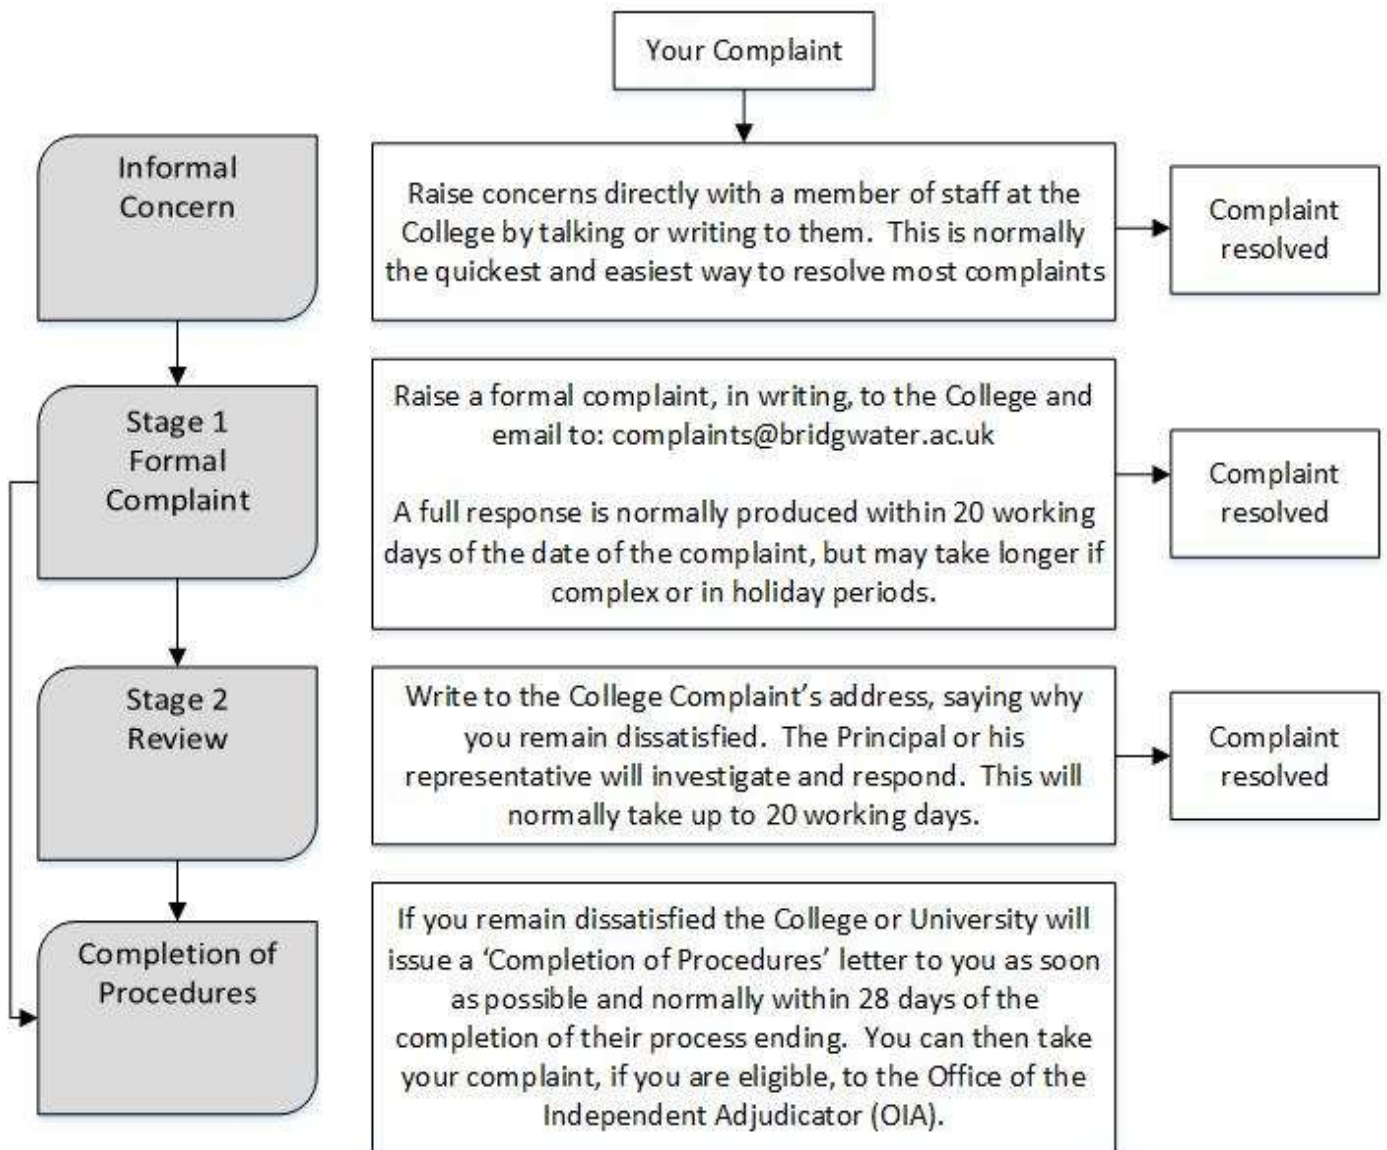 Your Complaint
Informal
Concern
Raise concerns directly with a member of staff at the
College by talking or writing to them.  This is normally
the quickest and easiest way to resolve most complaints
Complaint
resolved
Stage 1
Formal
Complaint
Raise a formal complaint, in writing, to the College and
email to: complaints@bridgwater.ac.uk
A full response is normally produced within 20 working
days of the date of the complaint, but may take longer if
complex or in holiday periods.
Complaint
resolved
Stage 2
Review
Write to the College Complaint’s address, saying why
you remain dissatisfied.  The Principal or his
representative will investigate and respond.  This will
normally take up to 20 working days.
Complaint
resolved
Completion of
Procedures
If you remain dissatisfied the College or University will
issue a ‘Completion of Procedures’ letter to you as soon
as possible and normally within 28 days of the
completion of their process ending.  You can then take
your complaint, if you are eligible, to the Office of the
Independent Adjudicator (OIA).